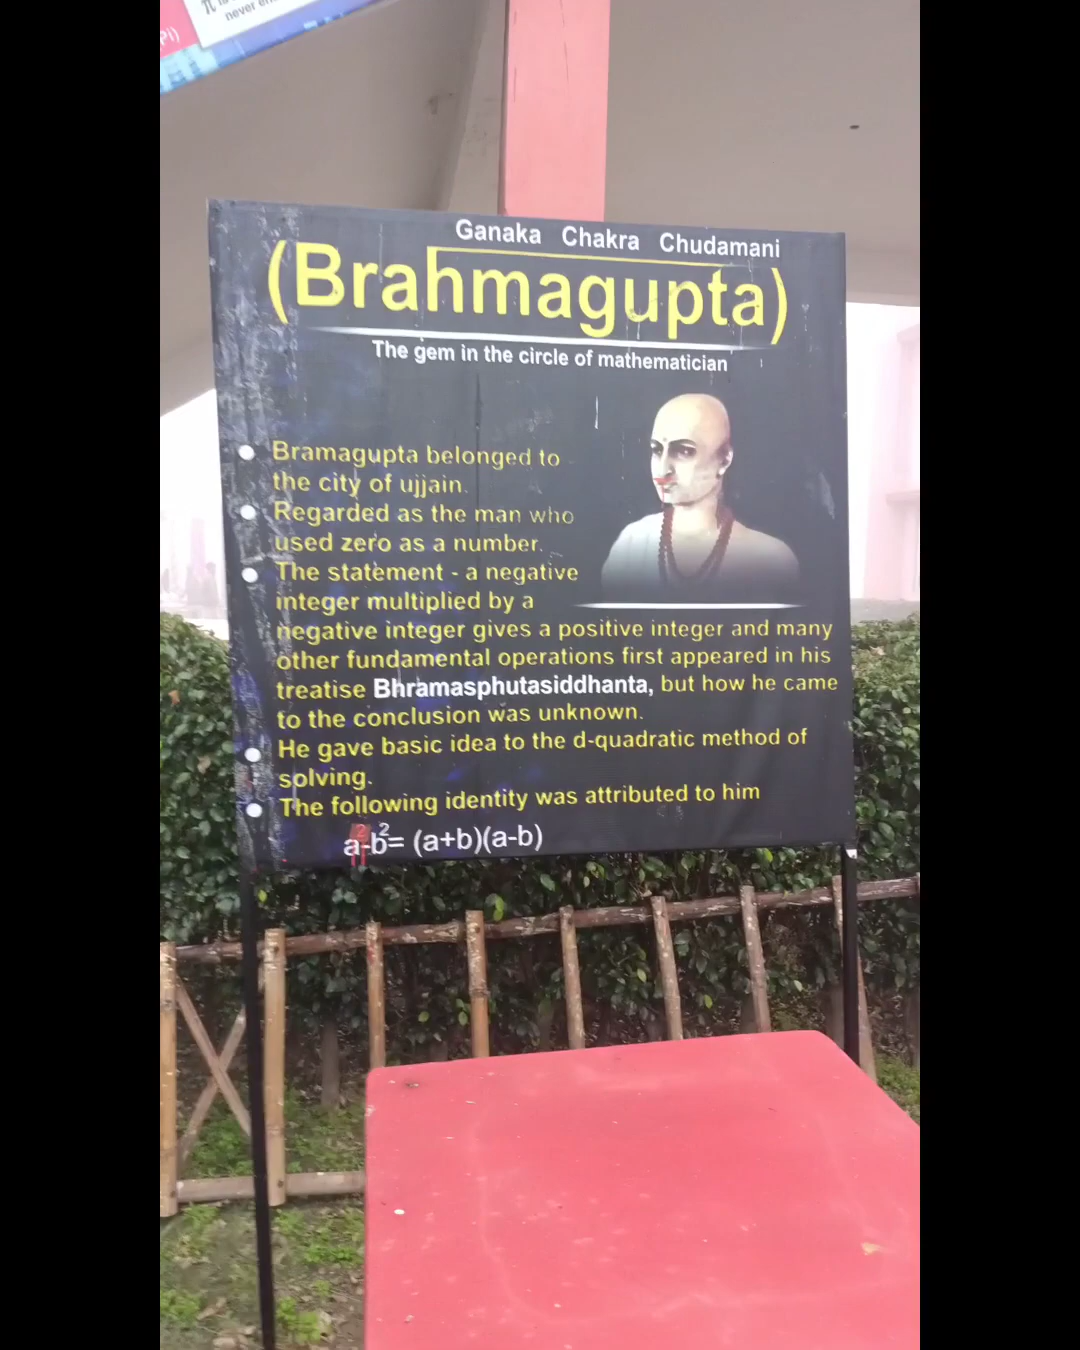 π
never
Ganaka Chakra Chudamani
(Brahmagupta)
The gem in the circle of mathematician
Bramagupta belonged to
the city of ujjain.
Regarded as the man who
used zero as a number.
The statement - a negative
integer multiplied by a
negative integer gives a positive integer and many
other fundamental operations first appeared in his
treatise Bhramasphutasiddhanta, but how he came
to the conclusion was unknown.
He gave basic idea to the d-quadratic method of
solving.
The following identity was attributed to him
a²-b²= (a+b)(a-b)